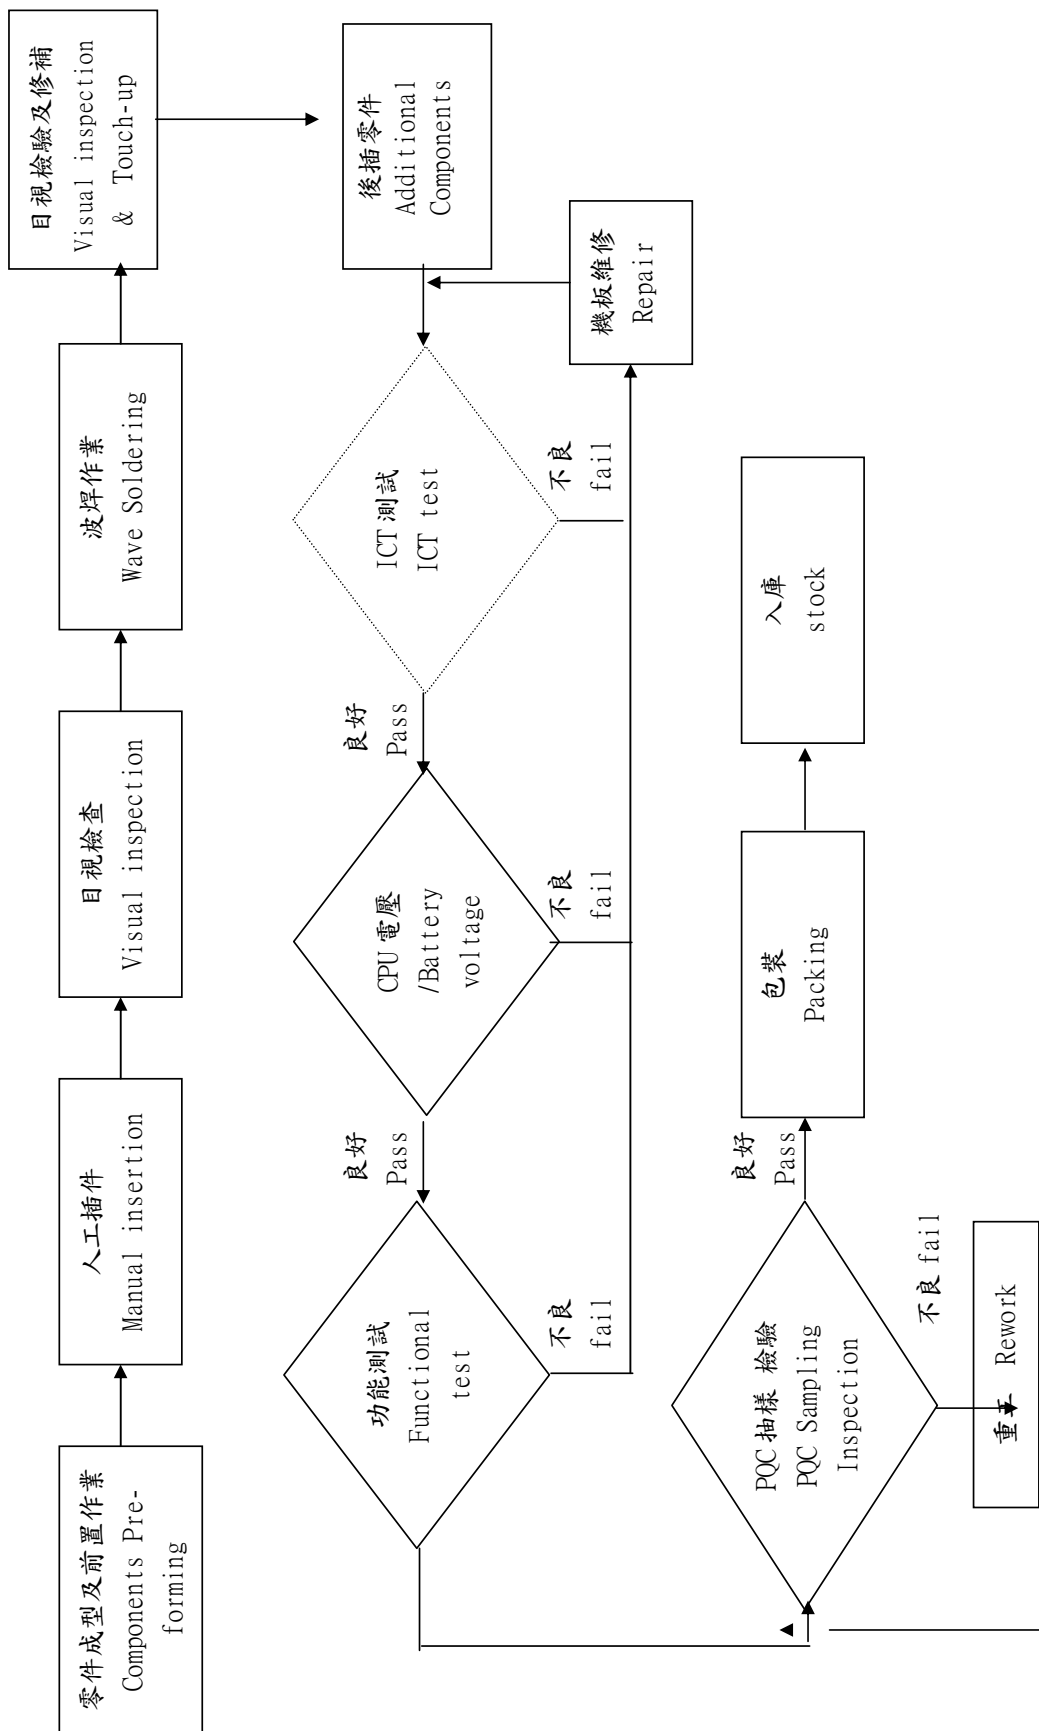 零件成型及前置作業
Components Pre-
forming
人工插件
Manual insertion
目視檢查
Visual inspection
波焊作業
Wave Soldering
目視檢驗及修補
Visual inspection
& Touch-up
後插零件
Additional
Components
機板維修
Repair
ICT測試
ICT test
不良
fail
良好
Pass
CPU電壓
/Battery
voltage
不良
fail
良好
Pass
功能測試
Functional
test
不良
fail
PQC抽樣 檢驗
PQC Sampling
Inspection
良好
Pass
不良 fail
重工 Rework
包裝
Packing
入庫
stock